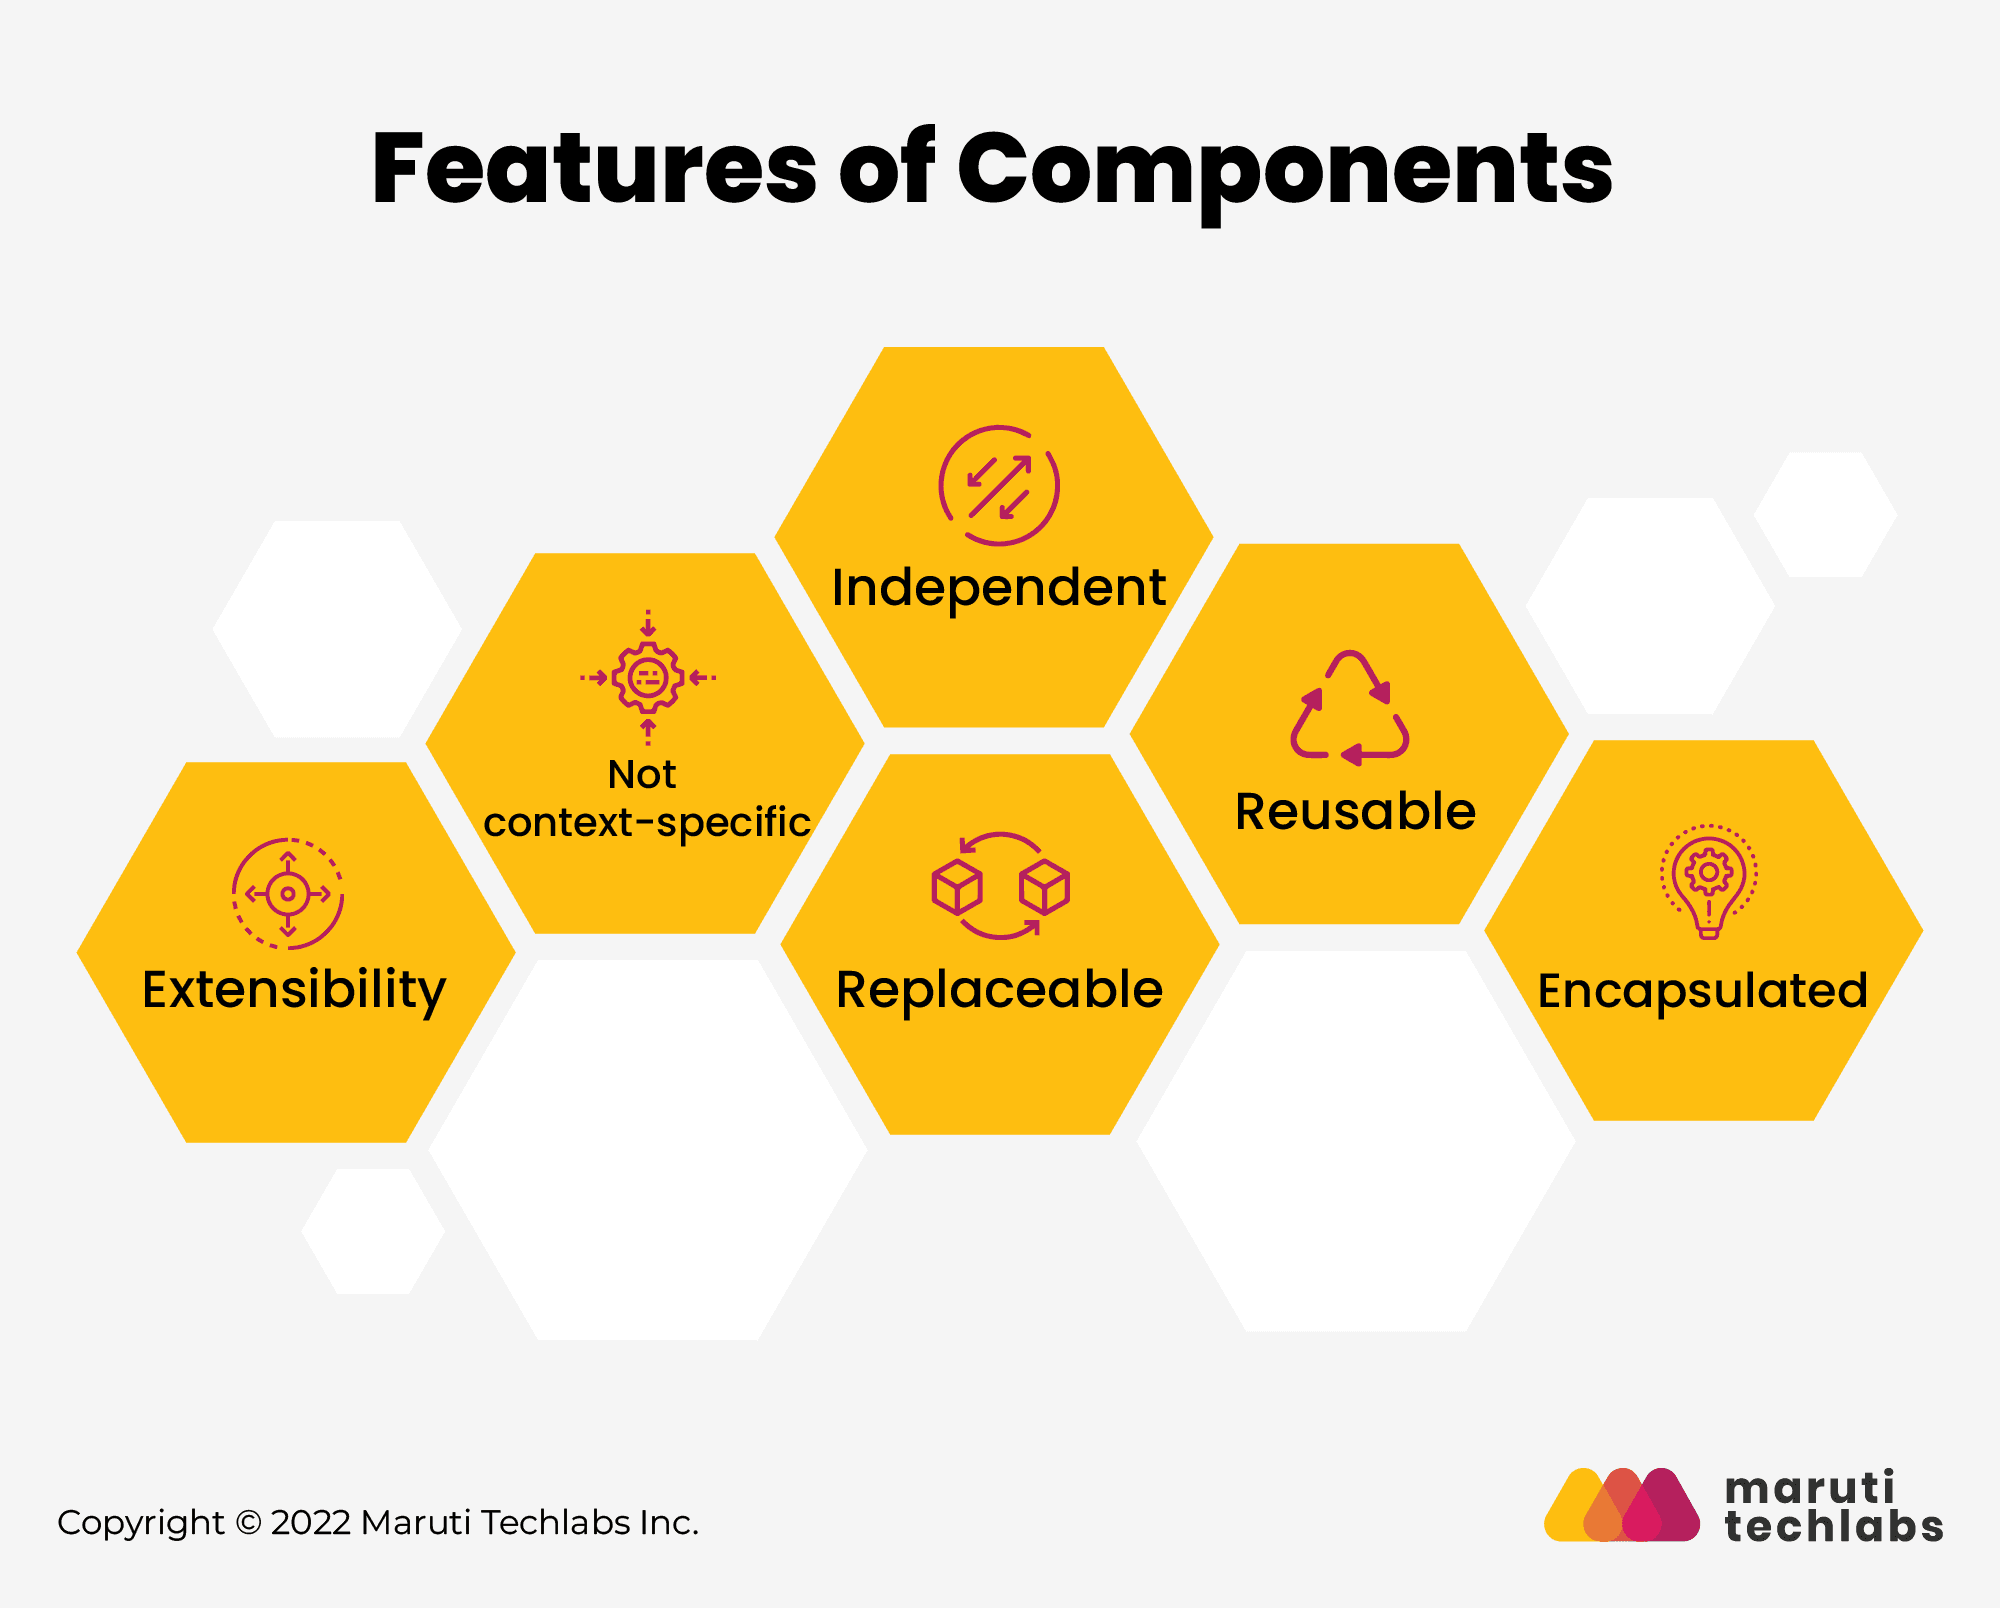 Features of Components
Independent
Not
context-specific
Reusable
Extensibility
Replaceable
Encapsulated
Copyright © 2022 Maruti Techlabs Inc.
maruti
techlabs